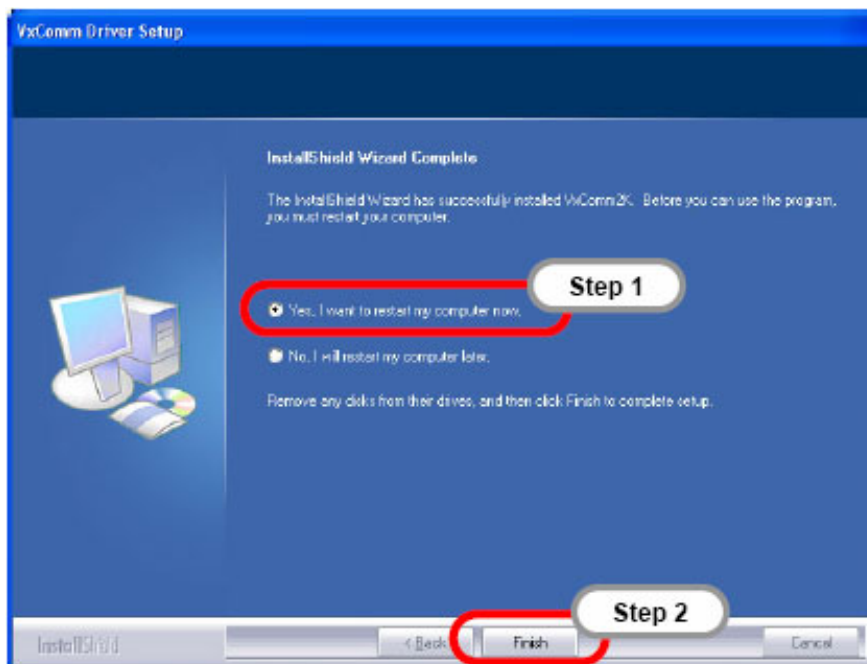 VxComm Driver Setup
InstallShield Wizard Complete
The InstallShield Wizard has successfully installed VxComm2K. Before you can use the program,
you must restart your computer.
Step 1
Yes, I want to restart my computer now.
No, I will restart my computer later.
Remove any disks from their drives, and then click Finish to complete setup.
Step 2
InstallShield
< Back
Finish
Cancel